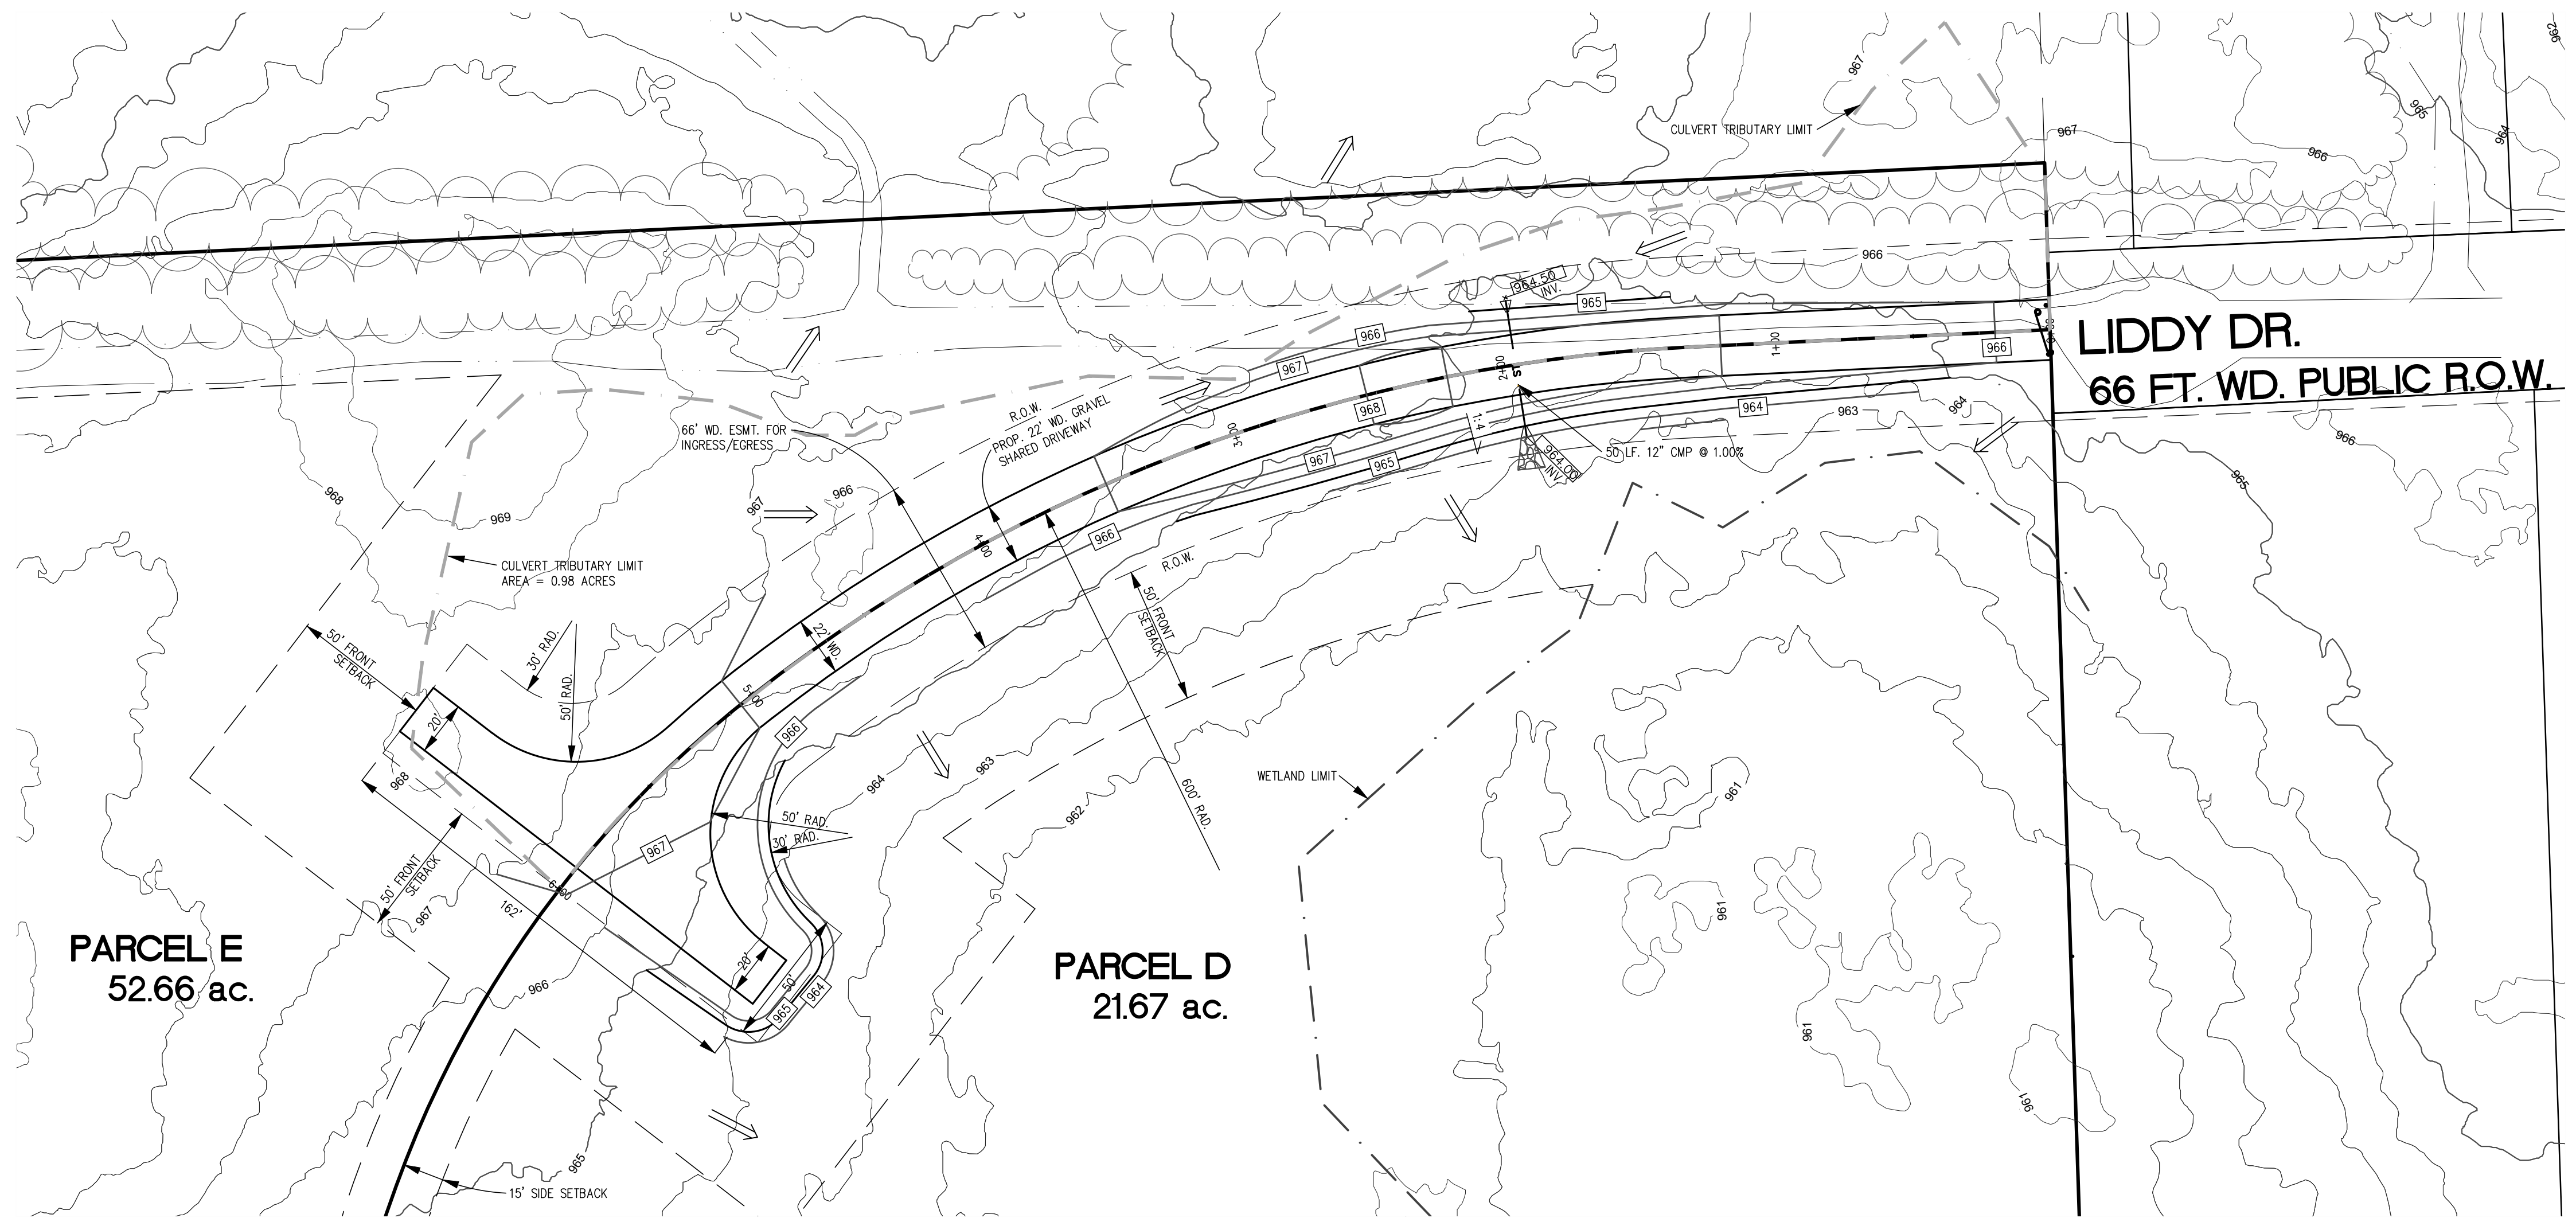 962
967
CULVERT TRIBUTARY LIMIT
967
965
964
966
966
964.50
INV.
965
966
967
966
0+00
1+00
2+00
ST
LIDDY DR.
66 FT. WD. PUBLIC R.O.W.
R.O.W.
PROP. 22' WD. GRAVEL
SHARED DRIVEWAY
66' WD. ESMT. FOR
INGRESS/EGRESS
968
964
963
964
966
1:4
3+00
967
965
964.00
INV.
50 LF. 12" CMP @ 1.00%
965
968
969
967
966
966
4+00
R.O.W.
CULVERT TRIBUTARY LIMIT
AREA = 0.98 ACRES
50' FRONT
SETBACK
50' FRONT
SETBACK
30' RAD.
50' RAD.
22' WD.
5+00
20'
966
968
964
963
962
600' RAD.
WETLAND LIMIT
961
50' RAD.
30' RAD.
967
50' FRONT
SETBACK
967
6+00
162'
961
PARCEL E
52.66 ac.
966
20'
50'
965
964
PARCEL D
21.67 ac.
961
961
965
15' SIDE SETBACK